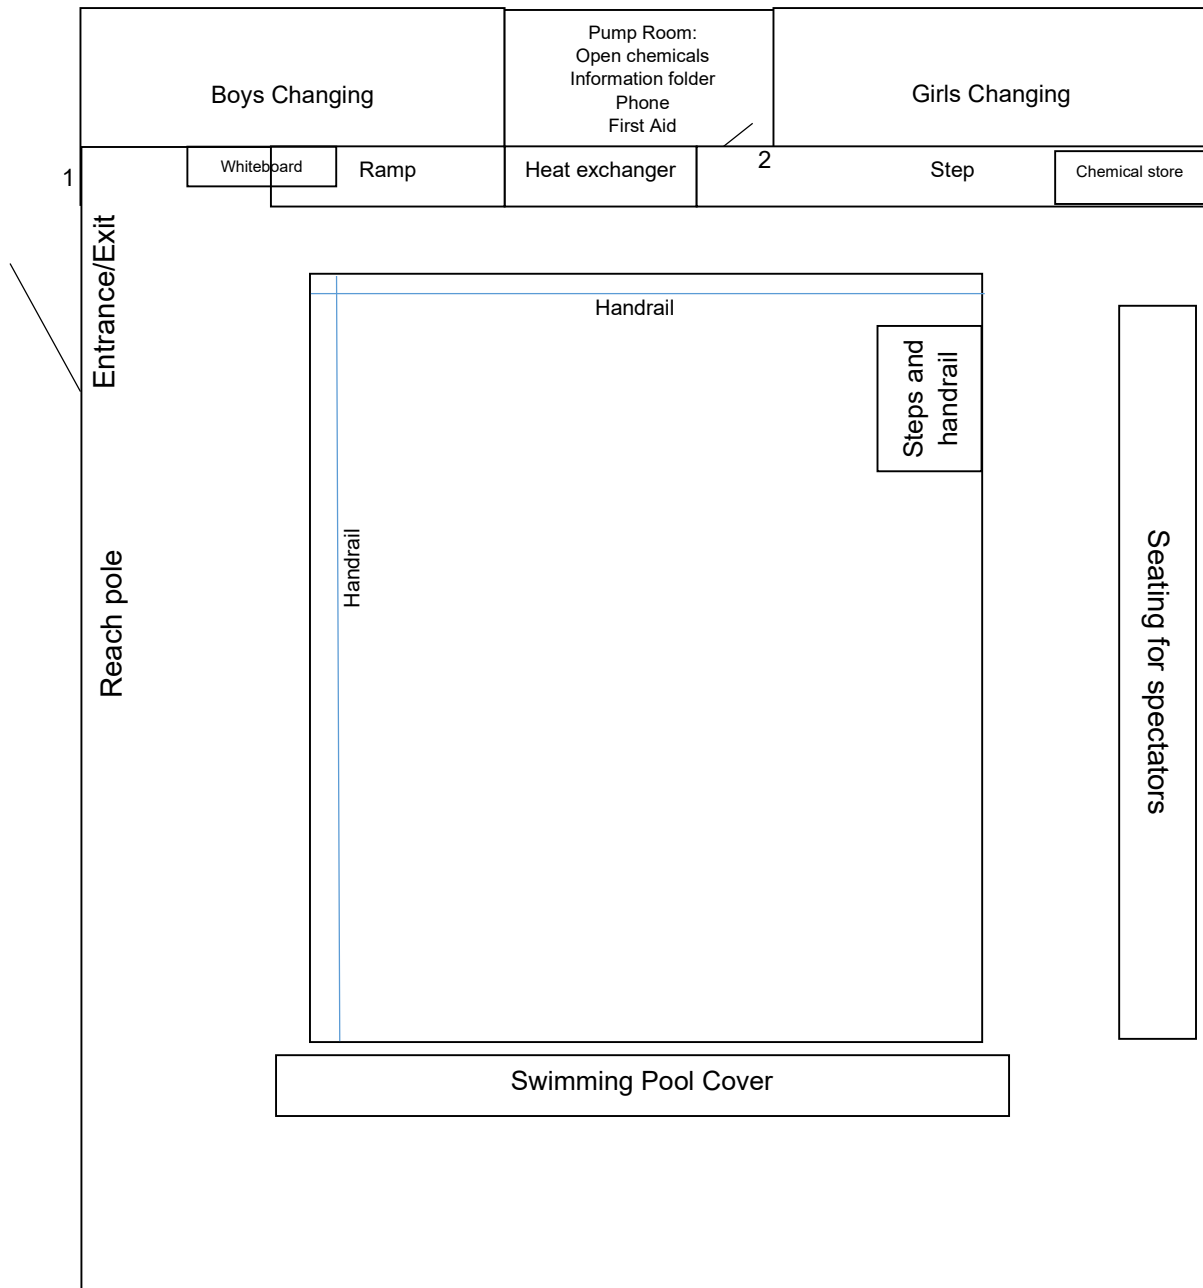 Pump Room:
Open chemicals
Information folder
Phone
First Aid
Boys Changing
Girls Changing
1
Whiteboard
Ramp
Heat exchanger
2
Step
Chemical store
Entrance/Exit
Handrail
Steps and
handrail
Handrail
Reach pole
Seating for spectators
Swimming Pool Cover